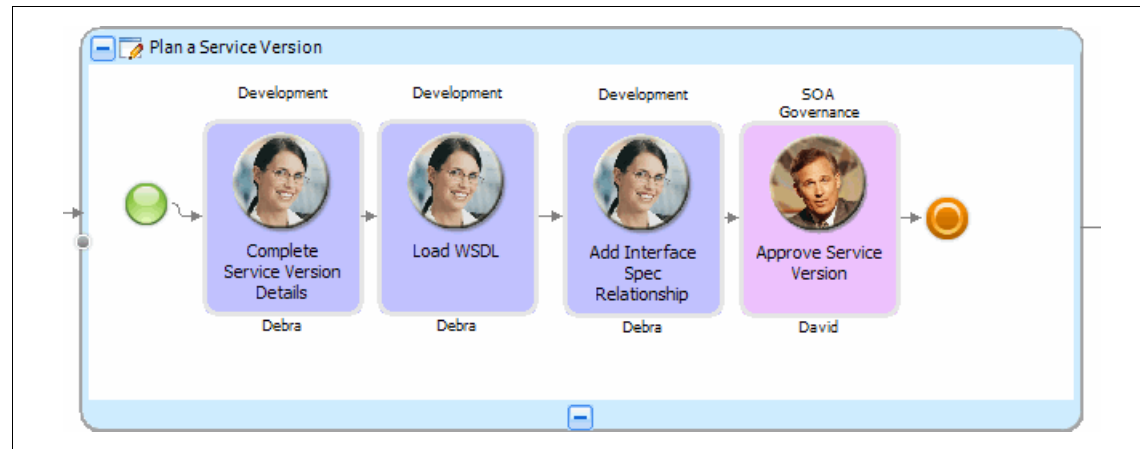 Plan a Service Version
Development
Development
Development
SOA
Governance
Complete
Service Version
Details
Load WSDL
Add Interface
Spec
Relationship
Approve Service
Version
Debra
Debra
Debra
David